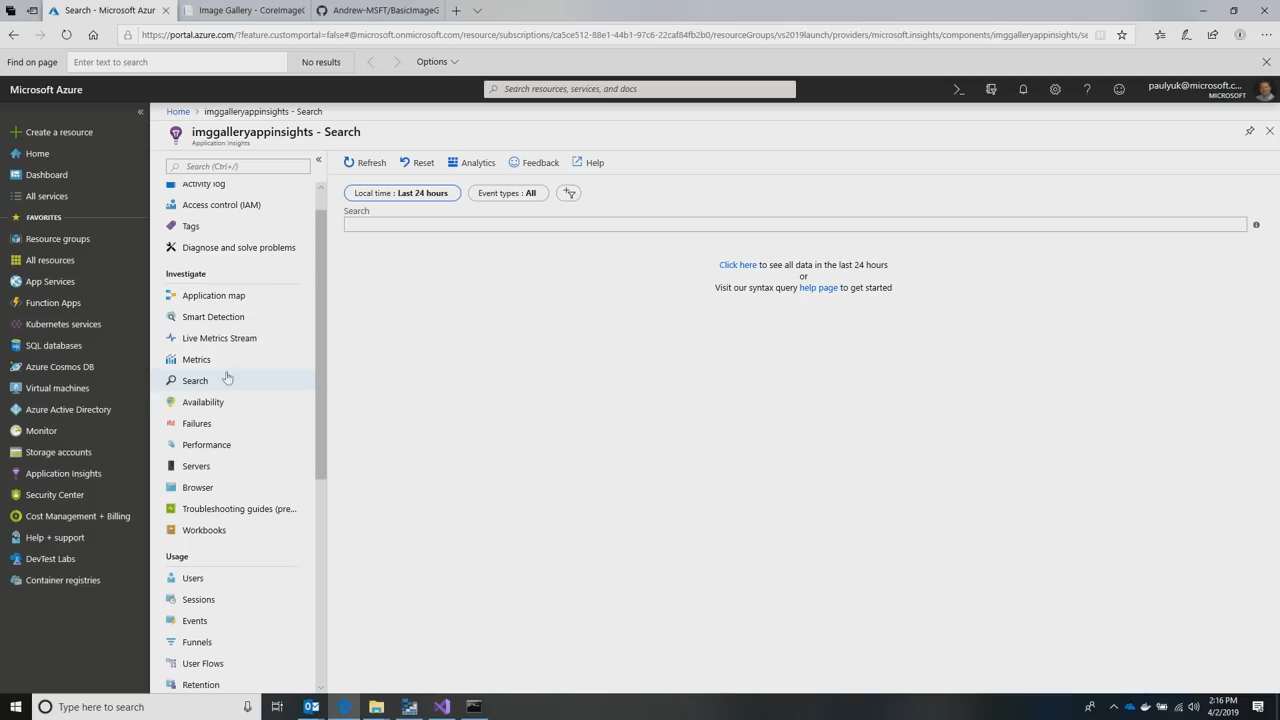 Search - Microsoft Azure
Image Gallery - CoreImageG
Andrew-MSFT/BasicImageG
https://portal.azure.com/?feature.customportal=false#@microsoft.onmicrosoft.com/resource/subscriptions/ca5ce512-88e1-44b1-97c6-22caf84fb2b0/resourceGroups/vs2019launch/providers/microsoft.insights/components/imggalleryappinsights/se
Find on page
Enter text to search
No results
Options
Microsoft Azure
Search resources, services, and docs
paulyuk@microsoft.c...
MICROSOFT
Create a resource
Home
Dashboard
All services
FAVORITES
Resource groups
All resources
App Services
Function Apps
Kubernetes services
SQL databases
Azure Cosmos DB
Virtual machines
Azure Active Directory
Monitor
Storage accounts
Application Insights
Security Center
Cost Management + Billing
Help + support
DevTest Labs
Container registries
Home > imggalleryappinsights - Search
imggalleryappinsights - Search
Application Insights
Search (Ctrl+/)
Activity log
Access control (IAM)
Tags
Diagnose and solve problems
Investigate
Application map
Smart Detection
Live Metrics Stream
Metrics
Search
Availability
Failures
Performance
Servers
Browser
Troubleshooting guides (pre...
Workbooks
Usage
Users
Sessions
Events
Funnels
User Flows
Retention
Refresh
Reset
Analytics
Feedback
Help
Local time : Last 24 hours
Event types : All
Search
Click here to see all data in the last 24 hours
or
Visit our syntax query help page to get started
Type here to search
2:16 PM
4/2/2019